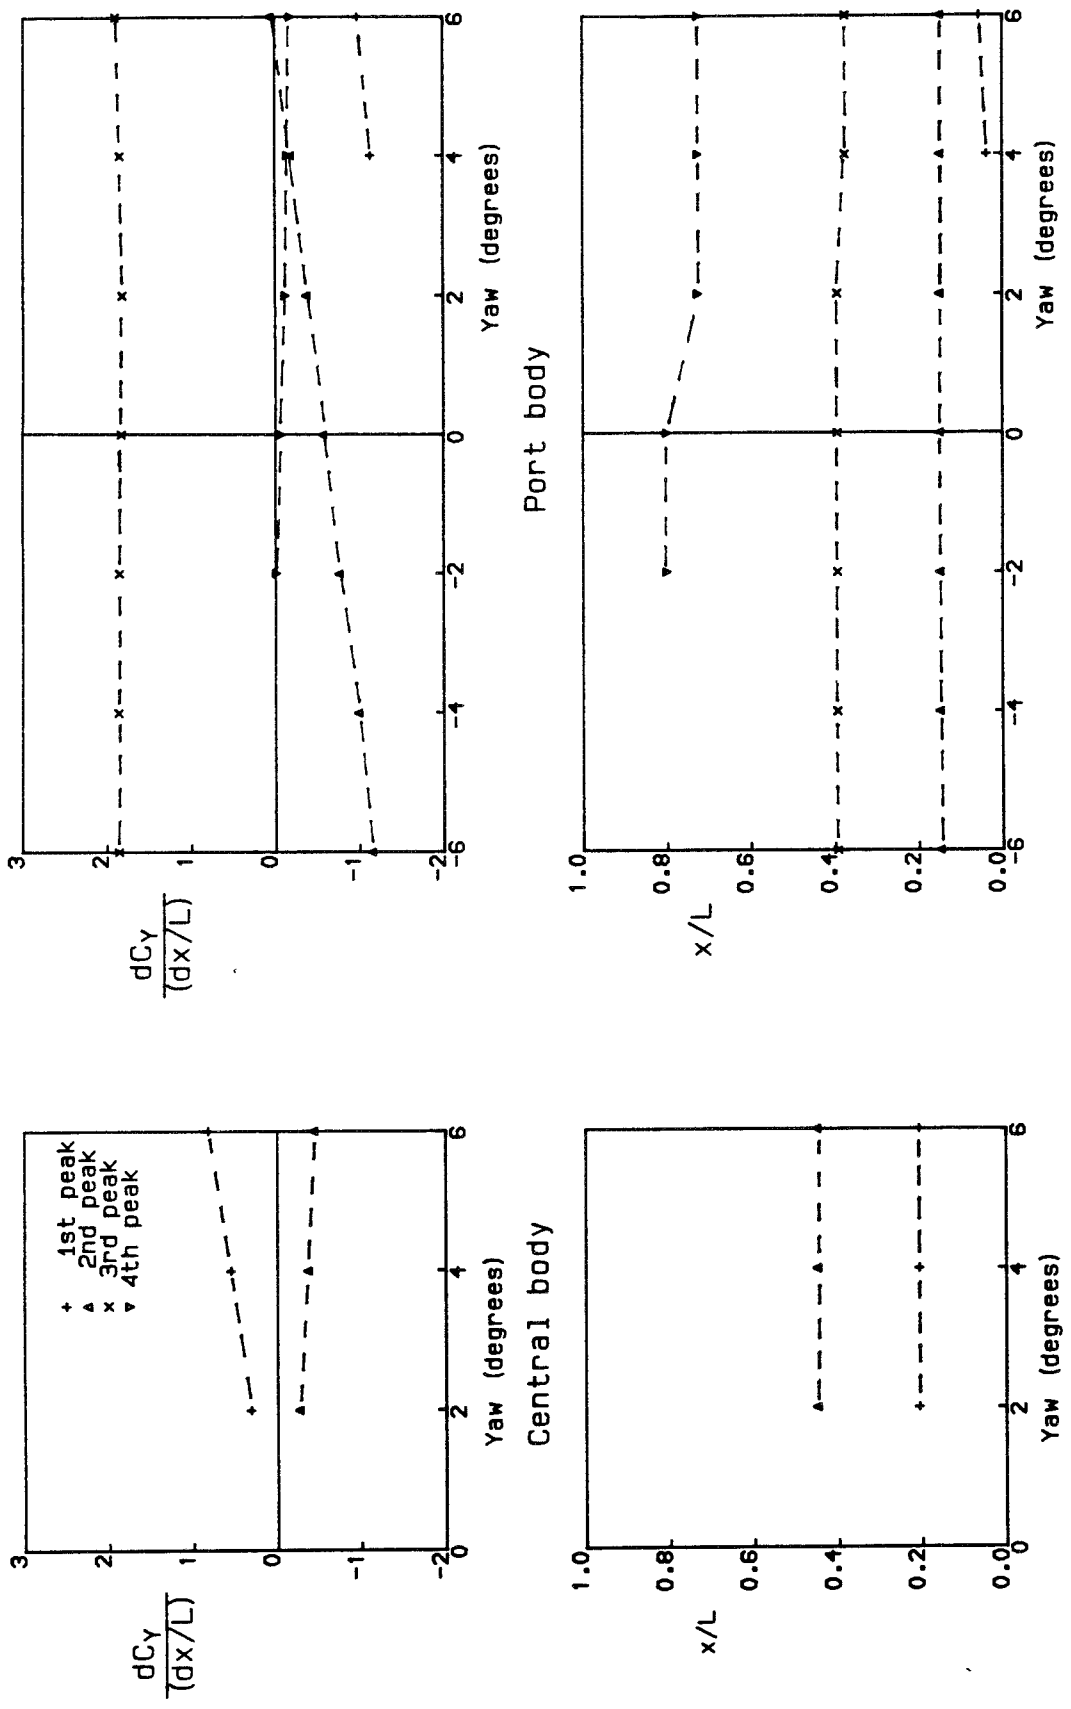 dCY
(dx/L)
3
2
1
0
-1
-2
+ 1st peak
▲ 2nd peak
x 3rd peak
▼ 4th peak
0
2
4
6
Yaw (degrees)
Central body
x/L
1.0
0.8
0.6
0.4
0.2
0.0
0
2
4
6
Yaw (degrees)
dCY
(dx/L)
3
2
1
0
-1
-2
-6
-4
-2
0
2
4
6
Yaw (degrees)
Port body
x/L
1.0
0.8
0.6
0.4
0.2
0.0
-6
-4
-2
0
2
4
6
Yaw (degrees)